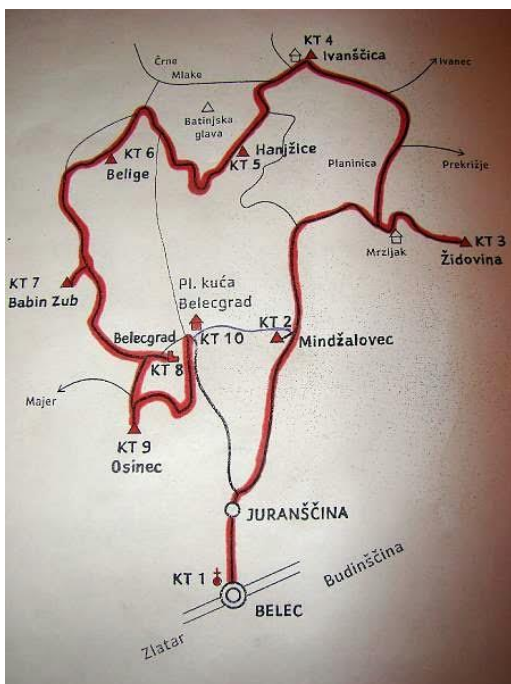 KT 4
Ivanščica
Črne
Mlake
Ivanec
Batinjska
glava
Hanjžice
KT 5
KT 6
Belige
Planinica
Prekrižje
KT 3
Židovina
Mrzljak
KT 7
Babin Zub
Pl. kuća
Belecgrad
KT 2
Mindžalovec
Belecgrad
KT 10
KT 8
Majer
KT 9
Osinec
JURANŠČINA
KT 1
Budinščina
BELEC
Zlatar